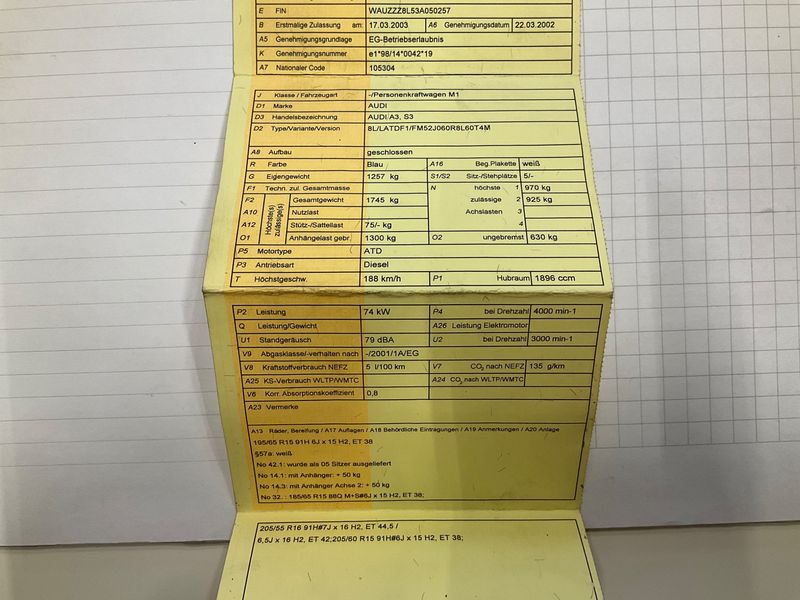 E FIN WAUZZZ8L53A050257
B Erstmalige Zulassung am: 17.03.2003 A6 Genehmigungsdatum 22.03.2002
A5 Genehmigungsgrundlage EG-Betriebserlaubnis
K Genehmigungsnummer e1*98/14*0042*19
A7 Nationaler Code 105304
J Klasse / Fahrzeugart -/Personenkraftwagen M1
D1 Marke AUDI
D3 Handelsbezeichnung AUDI A3, S3
D2 Type/Variante/Version 8L/LATDF1/FM52J060R8L60T4M
A8 Aufbau geschlossen
R Farbe Blau A16 Beg.Plakette weiß
G Eigengewicht 1257 kg S1/S2 Sitz-/Stehplätze 5/-
F1 Techn. zul. Gesamtmasse N höchste 1 970 kg
F2 Höchste(s) zulässige(s) Gesamtgewicht 1745 kg zulässige 2 925 kg
A10 Nutzlast Achslasten 3
A12 Stütz-/Sattellast 75/- kg 4
O1 Anhängelast gebr. 1300 kg O2 ungebremst 630 kg
P5 Motortype ATD
P3 Antriebsart Diesel
T Höchstgeschw. 188 km/h P1 Hubraum 1896 ccm
P2 Leistung 74 kW P4 bei Drehzahl 4000 min-1
Q Leistung/Gewicht A26 Leistung Elektromotor
U1 Standgeräusch 79 dBA U2 bei Drehzahl 3000 min-1
V9 Abgasklasse/-verhalten nach -/2001/1A/EG
V8 Kraftstoffverbrauch NEFZ 5 l/100 km V7 CO₂ nach NEFZ 135 g/km
A25 KS-Verbrauch WLTP/WMTC A24 CO₂ nach WLTP/WMTC
V6 Korr. Absorptionskoeffizient 0,8
A23 Vermerke
A13 Räder, Bereifung / A17 Auflagen / A18 Behördliche Eintragungen / A19 Anmerkungen / A20 Anlage
195/65 R15 91H 6J x 15 H2, ET 38
§57a: weiß
No 42.1: wurde als 05 Sitzer ausgeliefert
No 14.1: mit Anhänger: + 50 kg
No 14.3: mit Anhänger Achse 2: + 50 kg
No 32. : 185/65 R15 88Q M+S#6J x 15 H2, ET 38;
205/55 R16 91H#7J x 16 H2, ET 44,5 /
6,5J x 16 H2, ET 42;205/60 R15 91H#6J x 15 H2, ET 38;